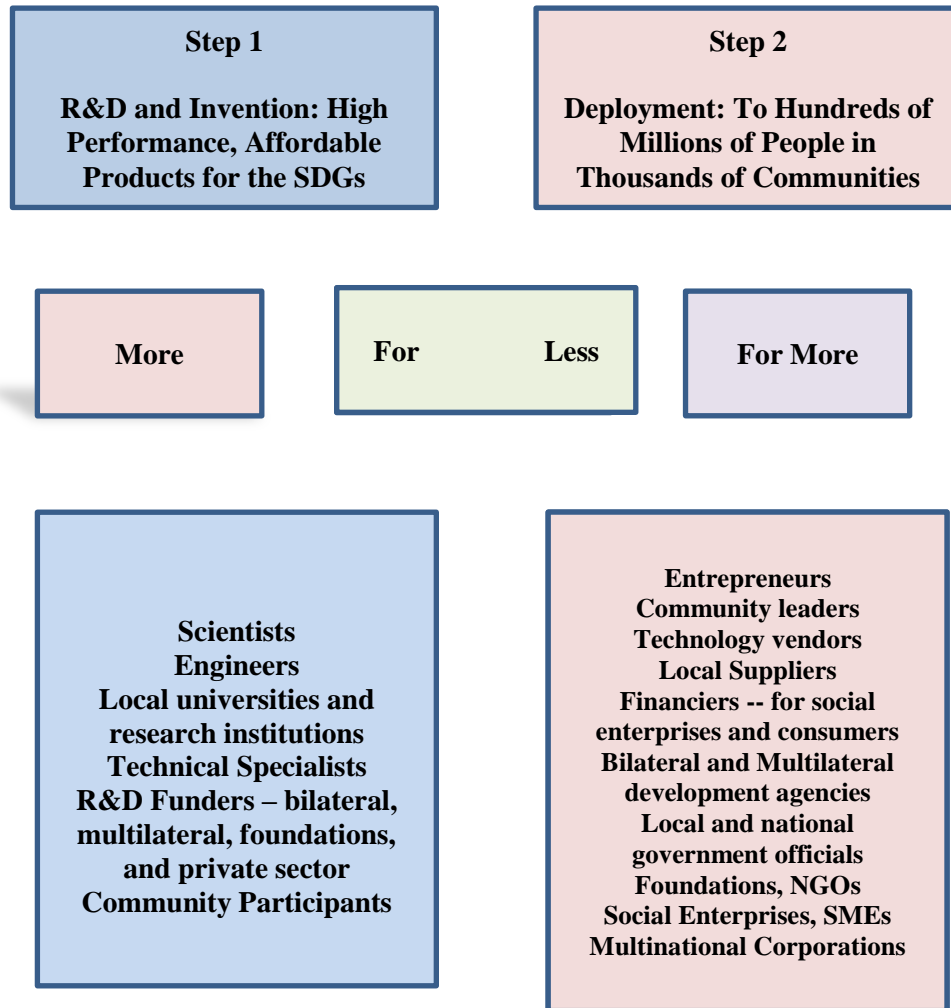 Step 1
R&D and Invention: High
Performance, Affordable
Products for the SDGs
Step 2
Deployment: To Hundreds of
Millions of People in
Thousands of Communities
More
For Less
For More
Scientists
Engineers
Local universities and
research institutions
Technical Specialists
R&D Funders – bilateral,
multilateral, foundations,
and private sector
Community Participants
Entrepreneurs
Community leaders
Technology vendors
Local Suppliers
Financiers -- for social
enterprises and consumers
Bilateral and Multilateral
development agencies
Local and national
government officials
Foundations, NGOs
Social Enterprises, SMEs
Multinational Corporations